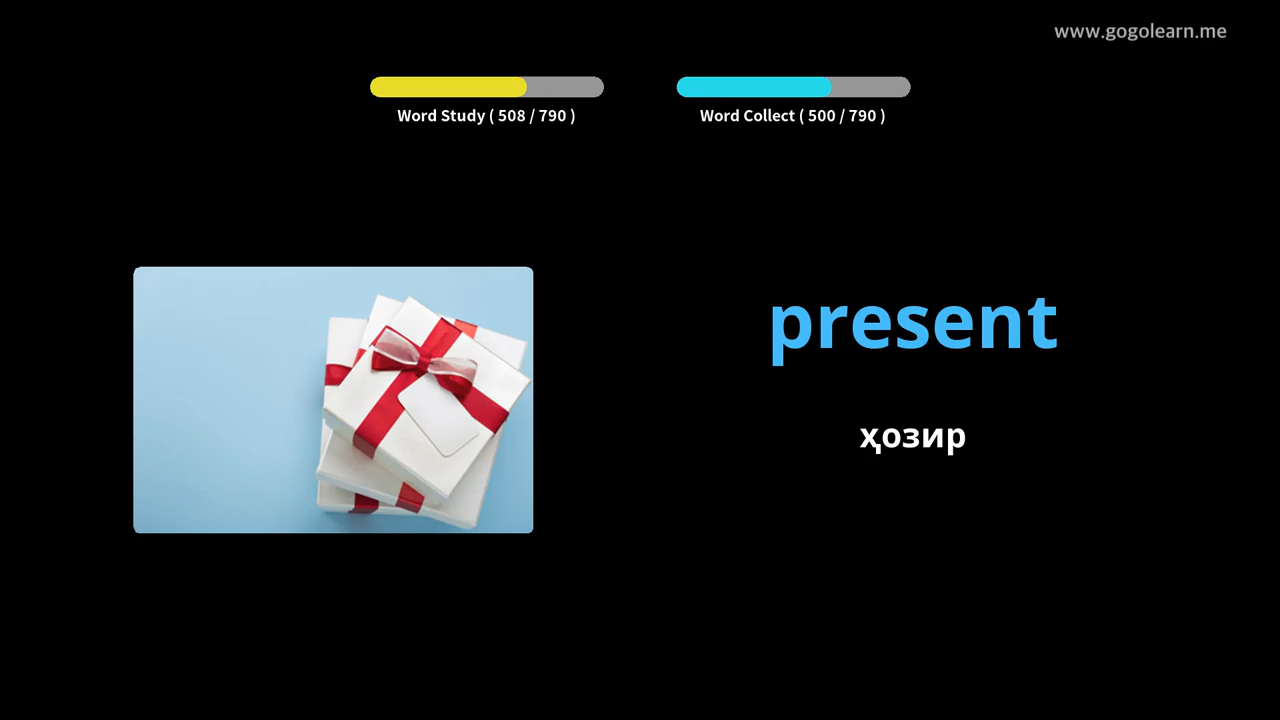 www.gogolearn.me
Word Study ( 508 / 790 )
Word Collect ( 500 / 790 )
present
ҳозир